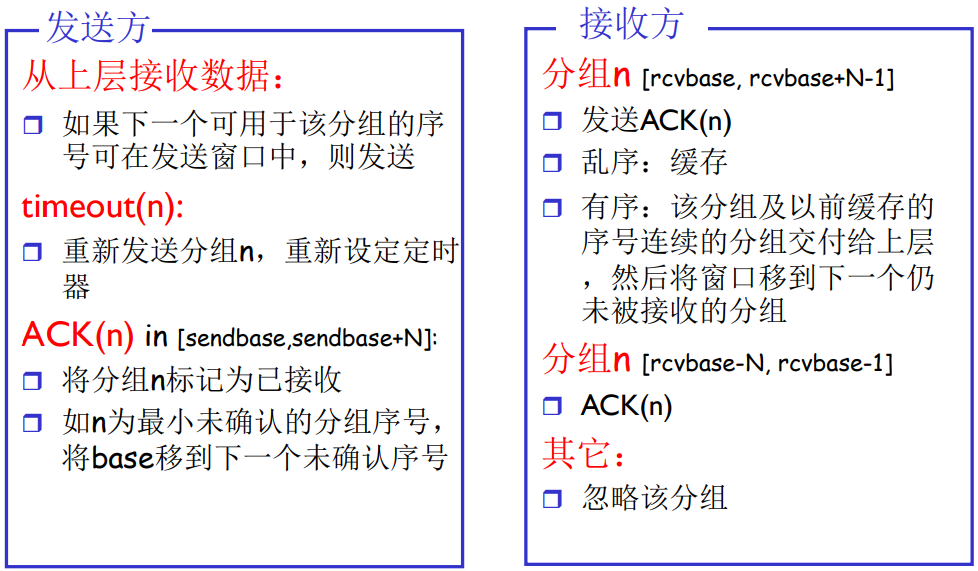 发送方
从上层接收数据：
如果下一个可用于该分组的序
号可在发送窗口中，则发送
timeout(n):
重新发送分组n，重新设定定时
器
ACK(n) in [sendbase,sendbase+N]:
将分组n标记为已接收
如n为最小未确认的分组序号，
将base移到下一个未确认序号
接收方
分组n [rcvbase, rcvbase+N-1]
发送ACK(n)
乱序：缓存
有序：该分组及以前缓存的
序号连续的分组交付给上层
，然后将窗口移到下一个仍
未被接收的分组
分组n [rcvbase-N, rcvbase-1]
ACK(n)
其它：
忽略该分组